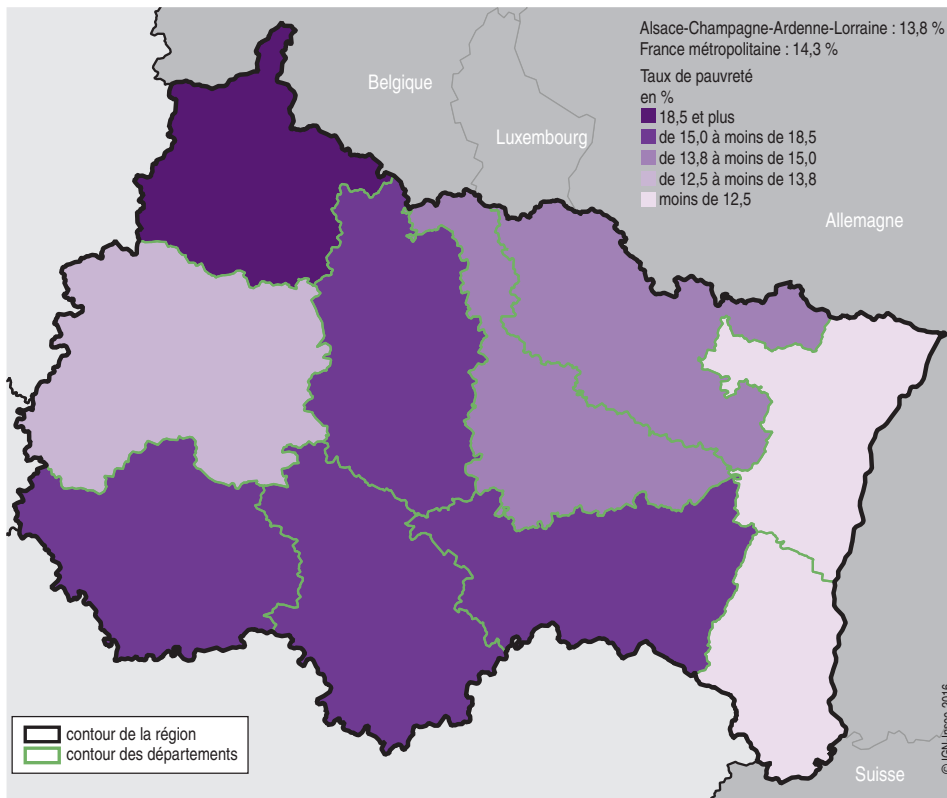 Alsace-Champagne-Ardenne-Lorraine : 13,8 %
France métropolitaine : 14,3 %
Taux de pauvreté
en %
18,5 et plus
de 15,0 à moins de 18,5
de 13,8 à moins de 15,0
de 12,5 à moins de 13,8
moins de 12,5
Belgique
Luxembourg
Allemagne
contour de la région
contour des départements
Suisse
© IGN-Insee 2016